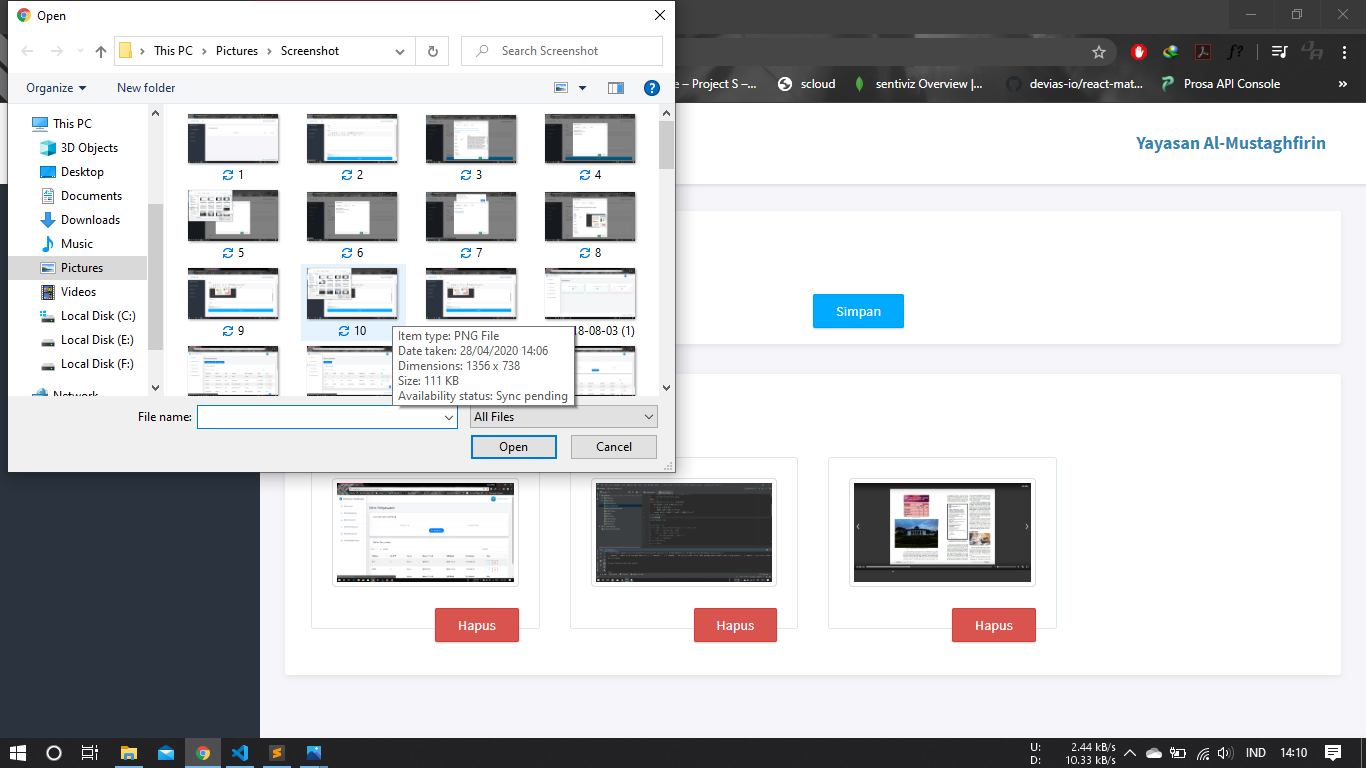 Open
This PC
Pictures
Screenshot
Search Screenshot
Organize
New folder
This PC
3D Objects
Desktop
Documents
Downloads
Music
Pictures
Videos
Local Disk (C:)
Local Disk (E:)
Local Disk (F:)
Network
1
2
3
4
5
6
7
8
9
10
18-08-03 (1)
Item type: PNG File
Date taken: 28/04/2020 14:06
Dimensions: 1356 x 738
Size: 111 KB
Availability status: Sync pending
File name:
All Files
Open
Cancel
e – Project S –...
scloud
sentiviz Overview |...
devias-io/react-mat...
Prosa API Console
»
Yayasan Al-Mustaghfirin
Simpan
Hapus
Hapus
Hapus
U: 2.44 kB/s
D: 10.33 kB/s
IND
14:10